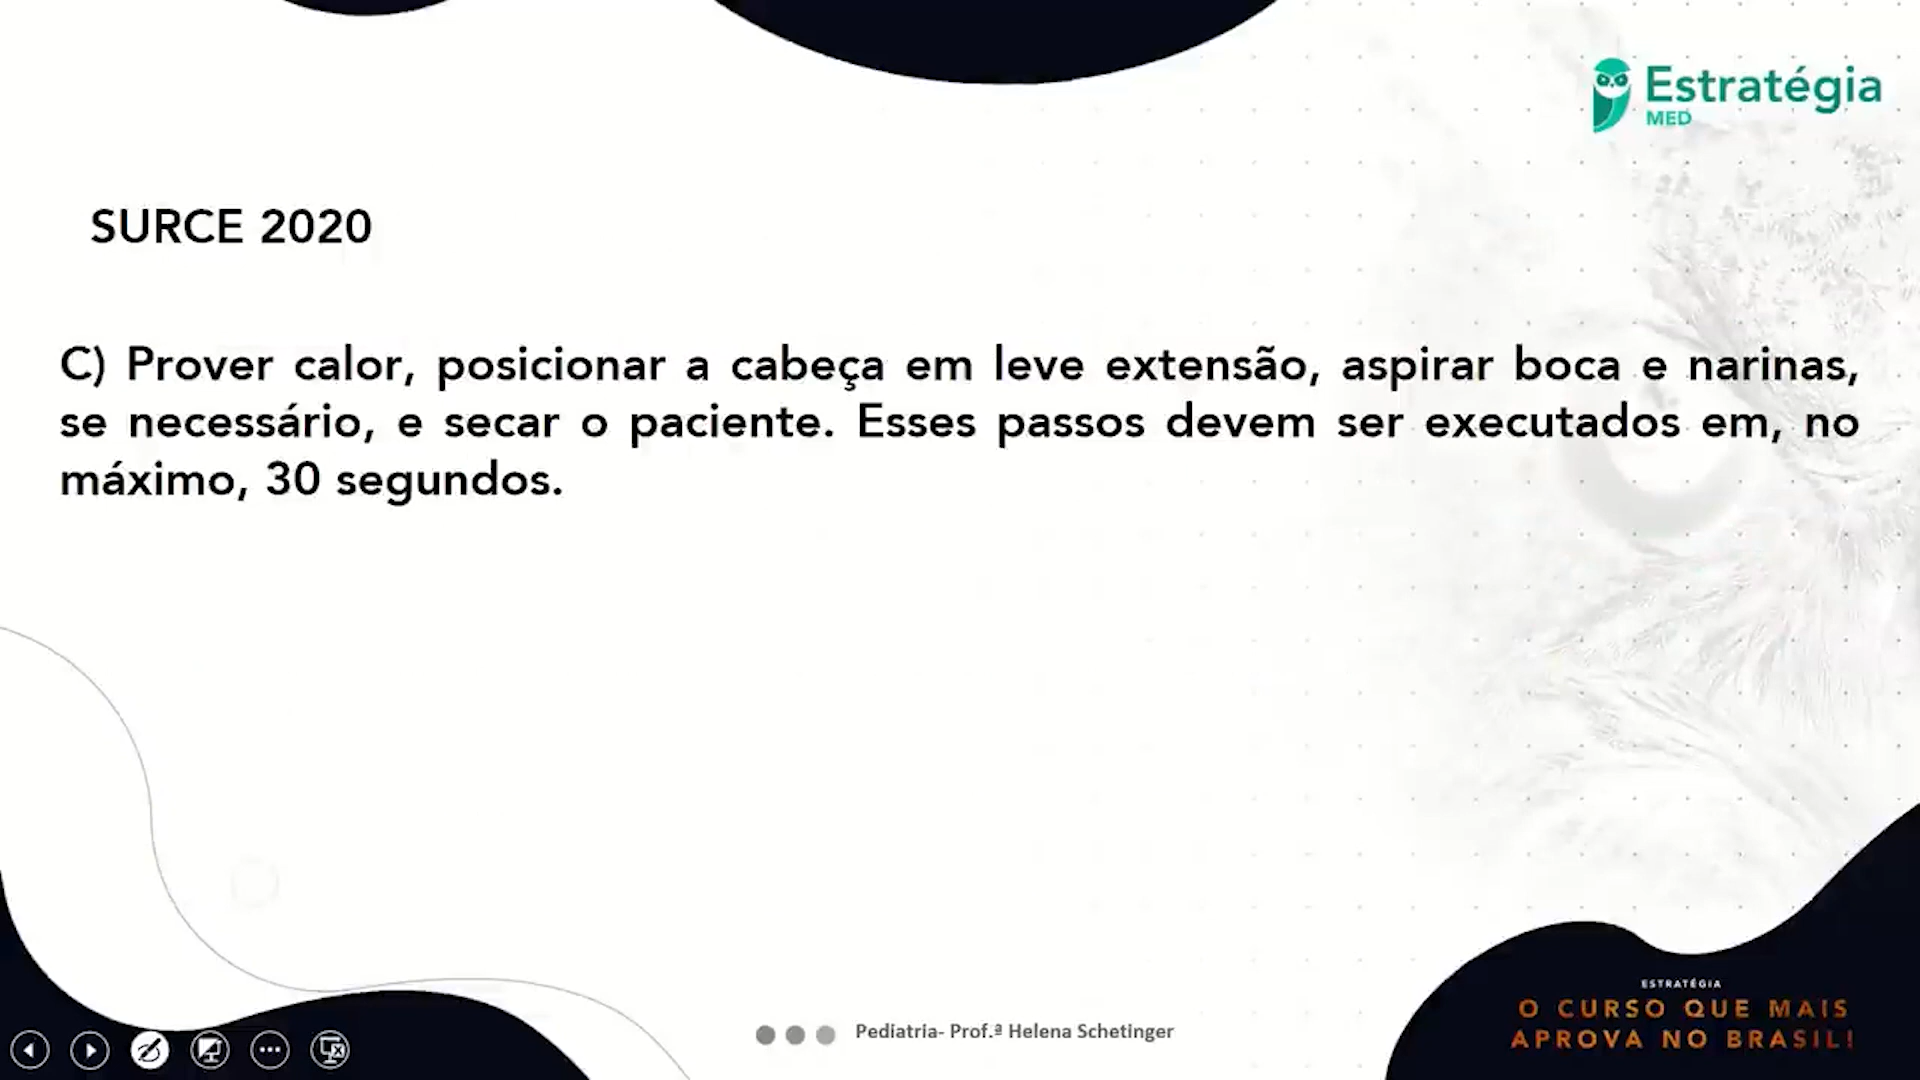 Estratégia
MED
SURCE 2020
C) Prover calor, posicionar a cabeça em leve extensão, aspirar boca e narinas,
se necessário, e secar o paciente. Esses passos devem ser executados em, no
máximo, 30 segundos.
Pediatria- Prof.ª Helena Schetinger
ESTRATÉGIA
O CURSO QUE MAIS
APROVA NO BRASIL!